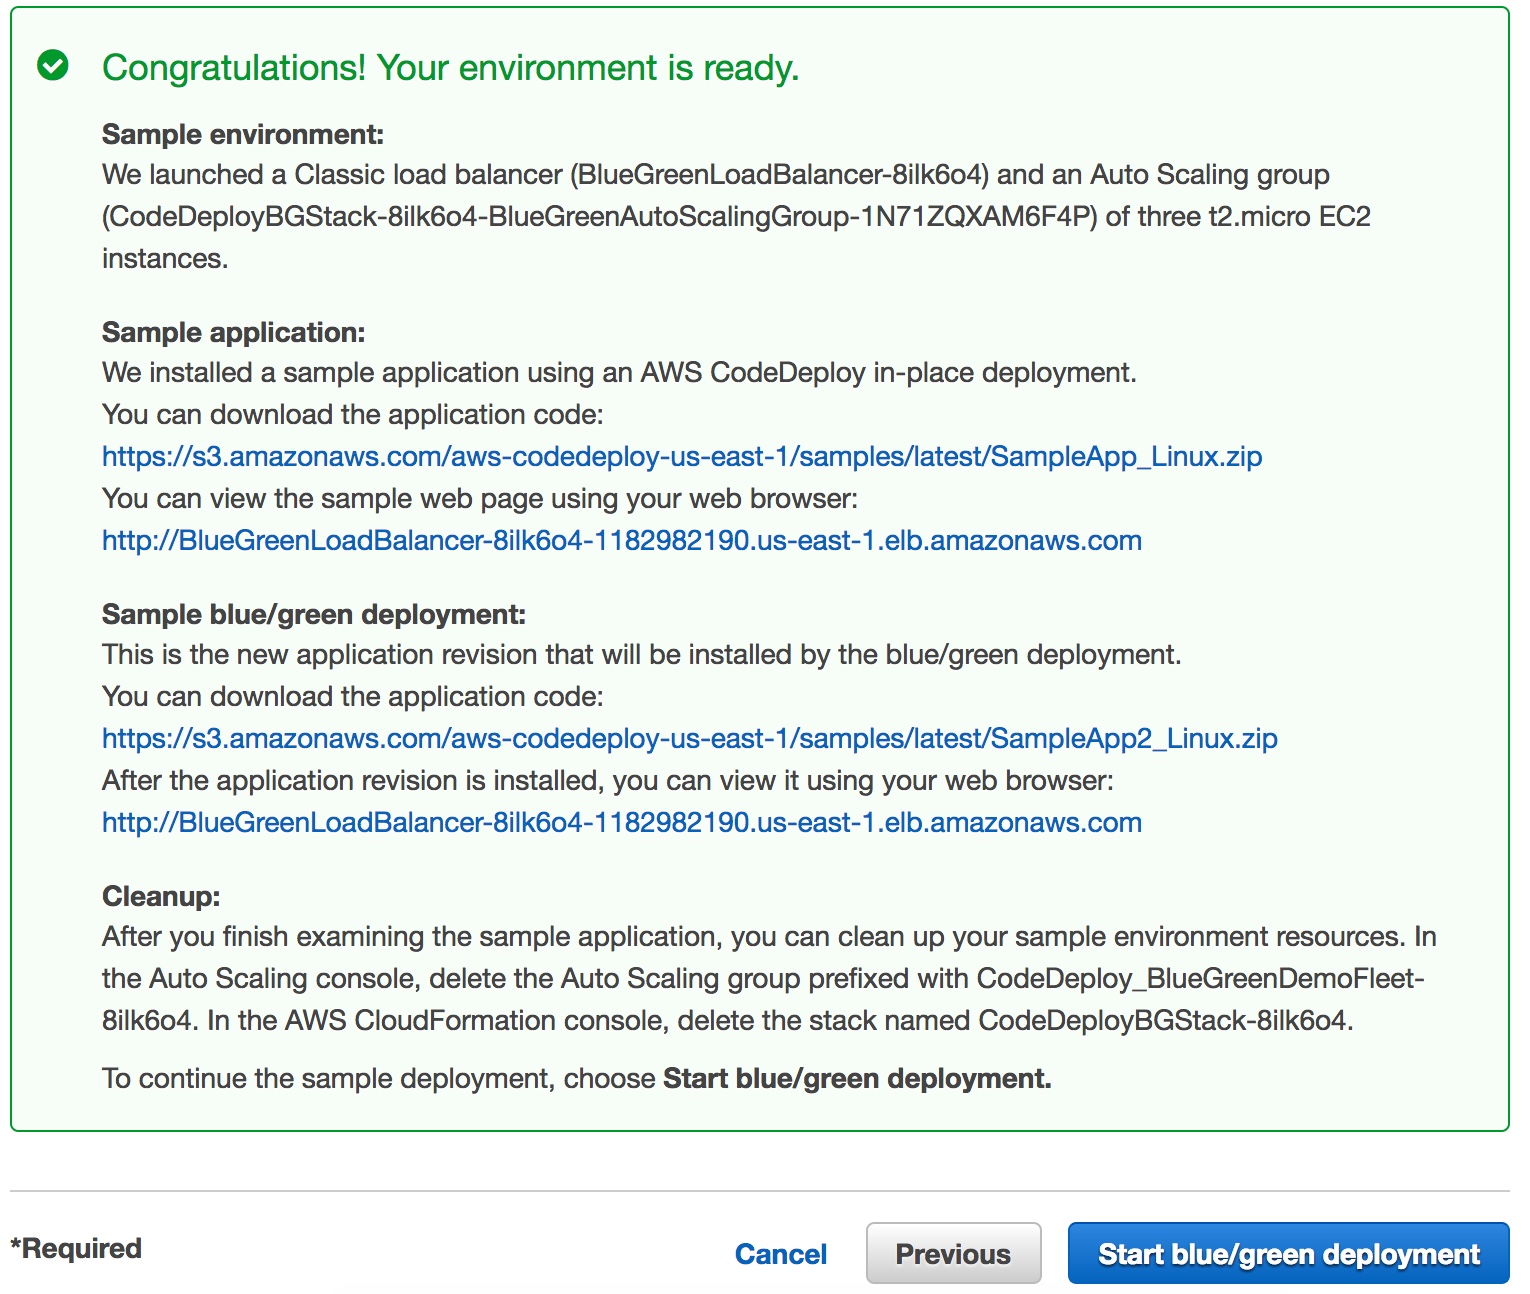 Congratulations! Your environment is ready.
Sample environment:
We launched a Classic load balancer (BlueGreenLoadBalancer-8ilk6o4) and an Auto Scaling group
(CodeDeployBGStack-8ilk6o4-BlueGreenAutoScalingGroup-1N71ZQXAM6F4P) of three t2.micro EC2
instances.
Sample application:
We installed a sample application using an AWS CodeDeploy in-place deployment.
You can download the application code:
https://s3.amazonaws.com/aws-codedeploy-us-east-1/samples/latest/SampleApp_Linux.zip
You can view the sample web page using your web browser:
http://BlueGreenLoadBalancer-8ilk6o4-1182982190.us-east-1.elb.amazonaws.com
Sample blue/green deployment:
This is the new application revision that will be installed by the blue/green deployment.
You can download the application code:
https://s3.amazonaws.com/aws-codedeploy-us-east-1/samples/latest/SampleApp2_Linux.zip
After the application revision is installed, you can view it using your web browser:
http://BlueGreenLoadBalancer-8ilk6o4-1182982190.us-east-1.elb.amazonaws.com
Cleanup:
After you finish examining the sample application, you can clean up your sample environment resources. In
the Auto Scaling console, delete the Auto Scaling group prefixed with CodeDeploy_BlueGreenDemoFleet-
8ilk6o4. In the AWS CloudFormation console, delete the stack named CodeDeployBGStack-8ilk6o4.
To continue the sample deployment, choose Start blue/green deployment.
*Required
Cancel
Previous
Start blue/green deployment